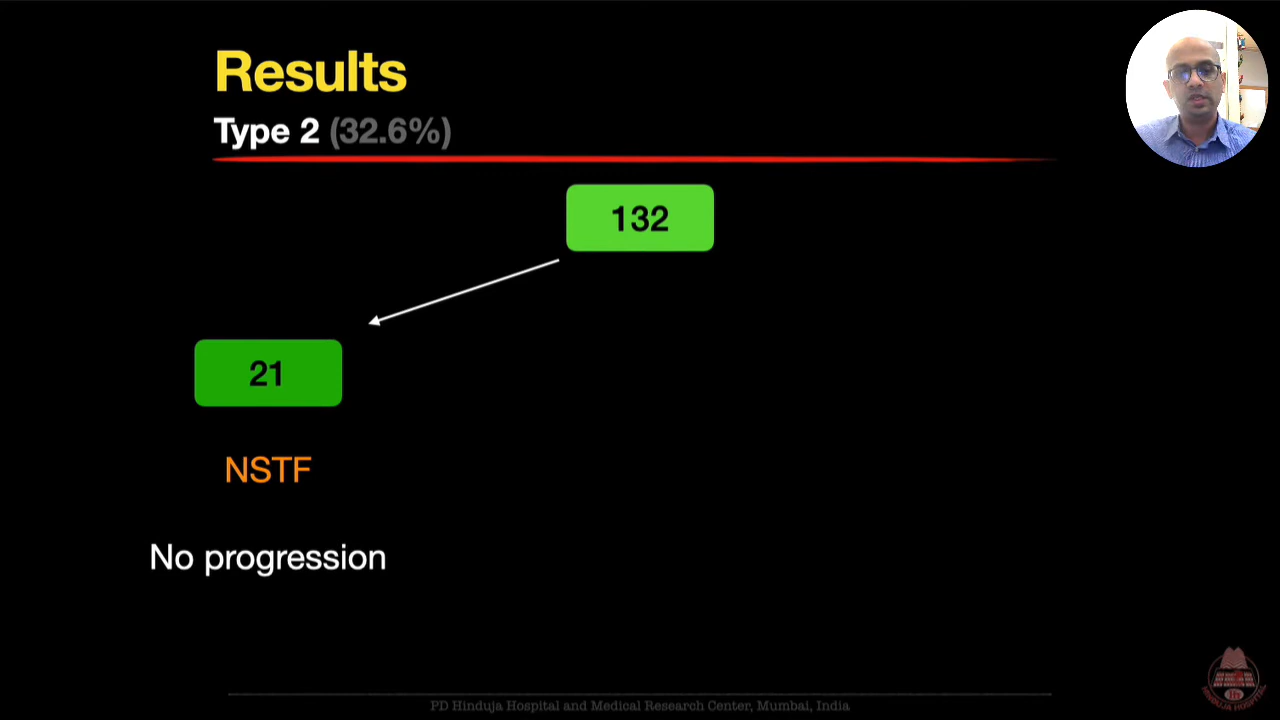 Results
Type 2 (32.6%)
132
21
NSTF
No progression
PD Hinduja Hospital and Medical Research Center, Mumbai, India